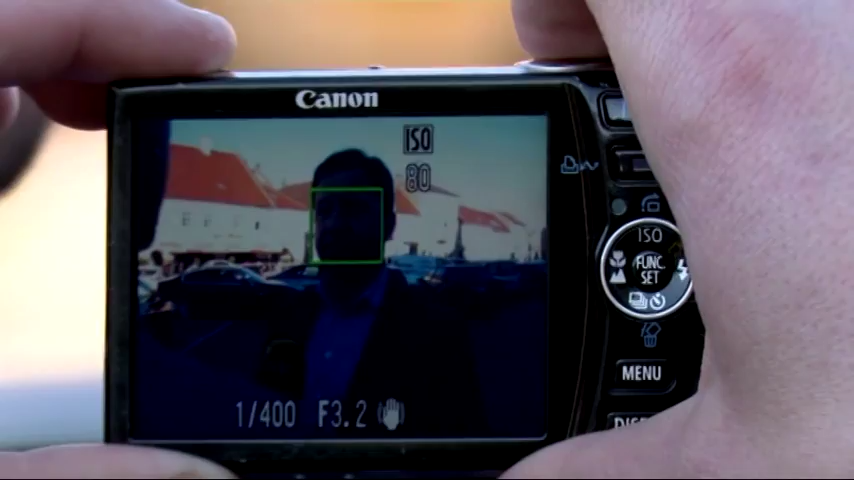 Canon
ISO
80
ISO
FUNC.
SET
MENU
1/400 F3.2